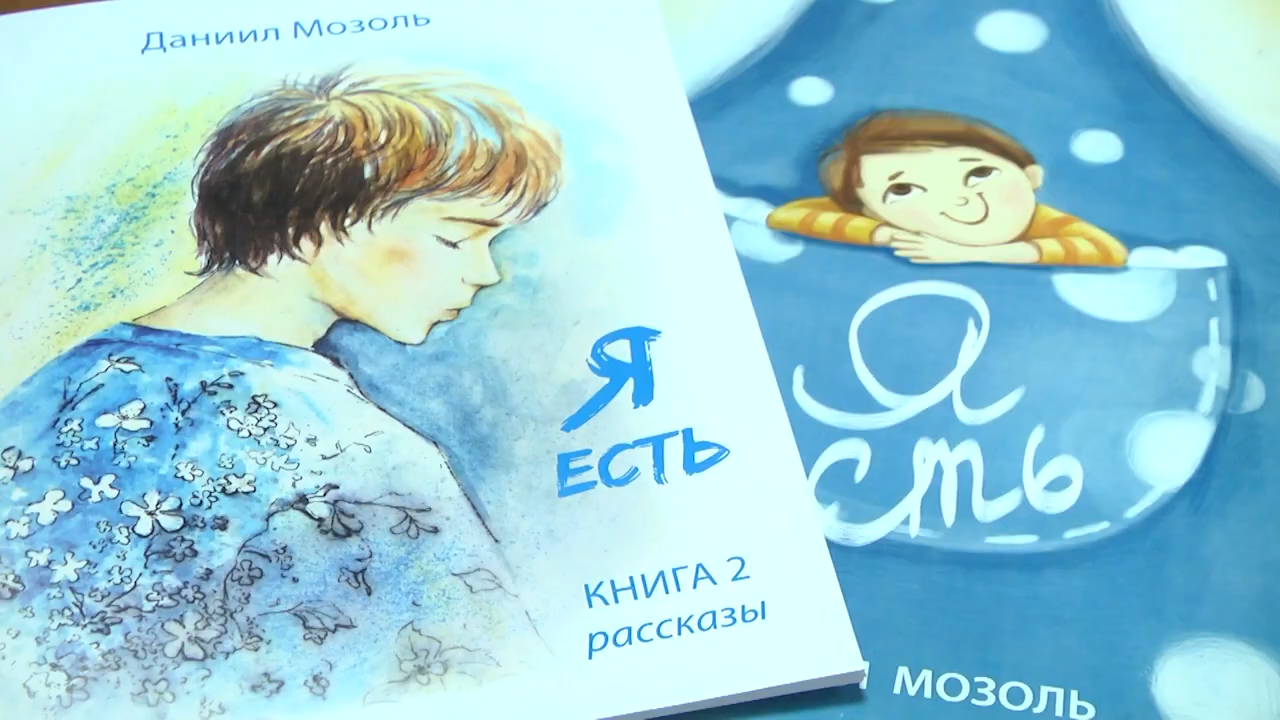 Даниил Мозоль
Я
ЕСТЬ
КНИГА 2
рассказы
Я
сть
МОЗОЛЬ